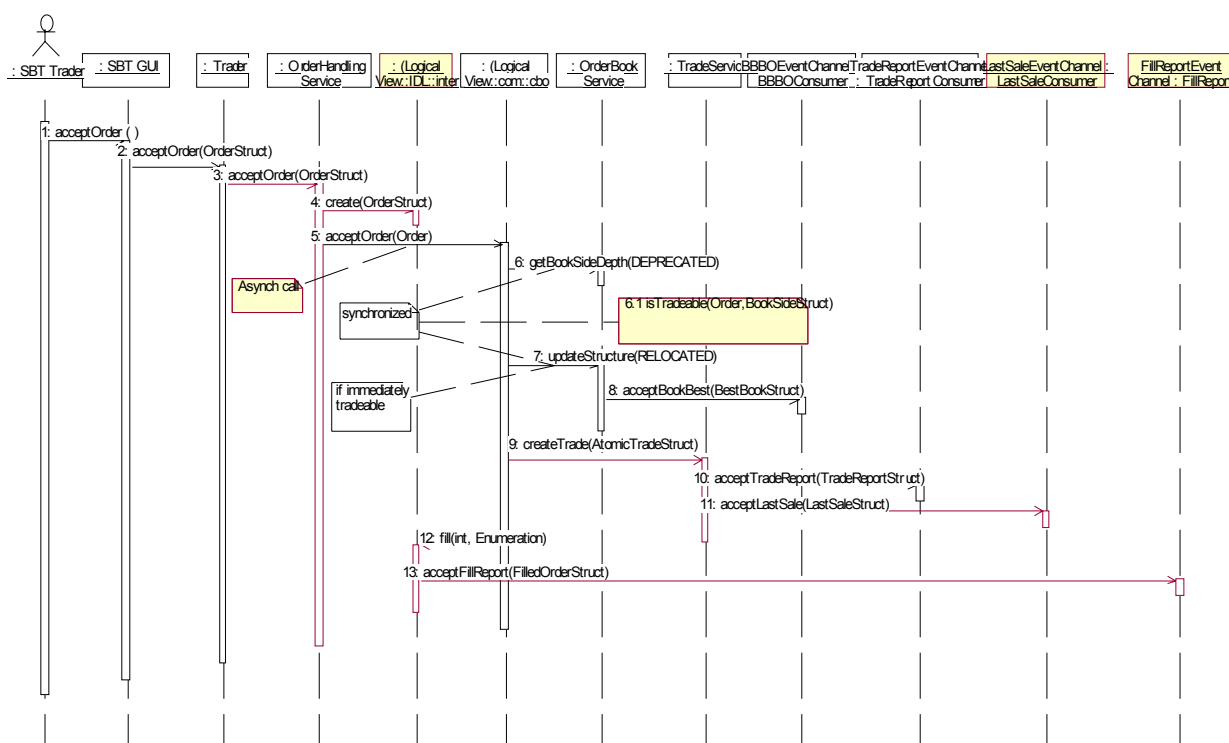 : SBT Trader
: SBT GUI
: Trader
: OrderHandling
Service
: (Logical
View::IDL::inter
: (Logical
View::com::cbo
: OrderBook
Service
: TradeServic
BBBOEventChannel
BBBOConsumer
TradeReportEventChanne
: TradeReport Consumer
LastSaleEventChannel :
LastSaleConsumer
FillReportEvent
Channel : FillRepor
1: acceptOrder ( )
2: acceptOrder(OrderStruct)
3: acceptOrder(OrderStruct)
4: create(OrderStruct)
5: acceptOrder(Order)
6: getBookSideDepth(DEPRECATED)
Asynch call
synchronized
6.1 isTradeable(Order,BookSideStruct)
7: updateStructure(RELOCATED)
if immediately
tradeable
8: acceptBookBest(BestBookStruct)
9: createTrade(AtomicTradeStruct)
10: acceptTradeReport(TradeReportStruct)
11: acceptLastSale(LastSaleStruct)
12: fill(int, Enumeration)
13: acceptFillReport(FilledOrderStruct)